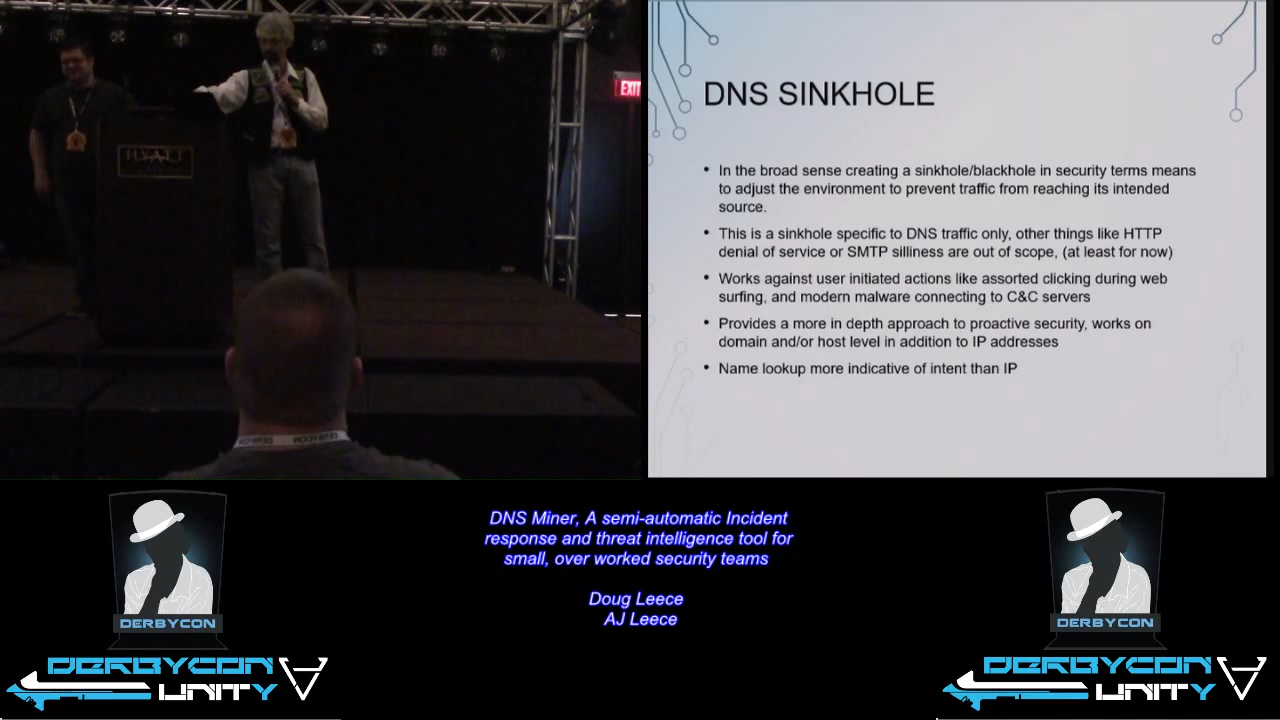 HYATT
EXIT
DNS SINKHOLE
• In the broad sense creating a sinkhole/blackhole in security terms means
to adjust the environment to prevent traffic from reaching its intended
source.
• This is a sinkhole specific to DNS traffic only, other things like HTTP
denial of service or SMTP silliness are out of scope, (at least for now)
• Works against user initiated actions like assorted clicking during web
surfing, and modern malware connecting to C&C servers
• Provides a more in depth approach to proactive security, works on
domain and/or host level in addition to IP addresses
• Name lookup more indicative of intent than IP
DNS Miner, A semi-automatic Incident
response and threat intelligence tool for
small, over worked security teams
Doug Leece
AJ Leece
DERBYCON
DERBYCON
UNITY
DERBYCON
DERBYCON
UNITY